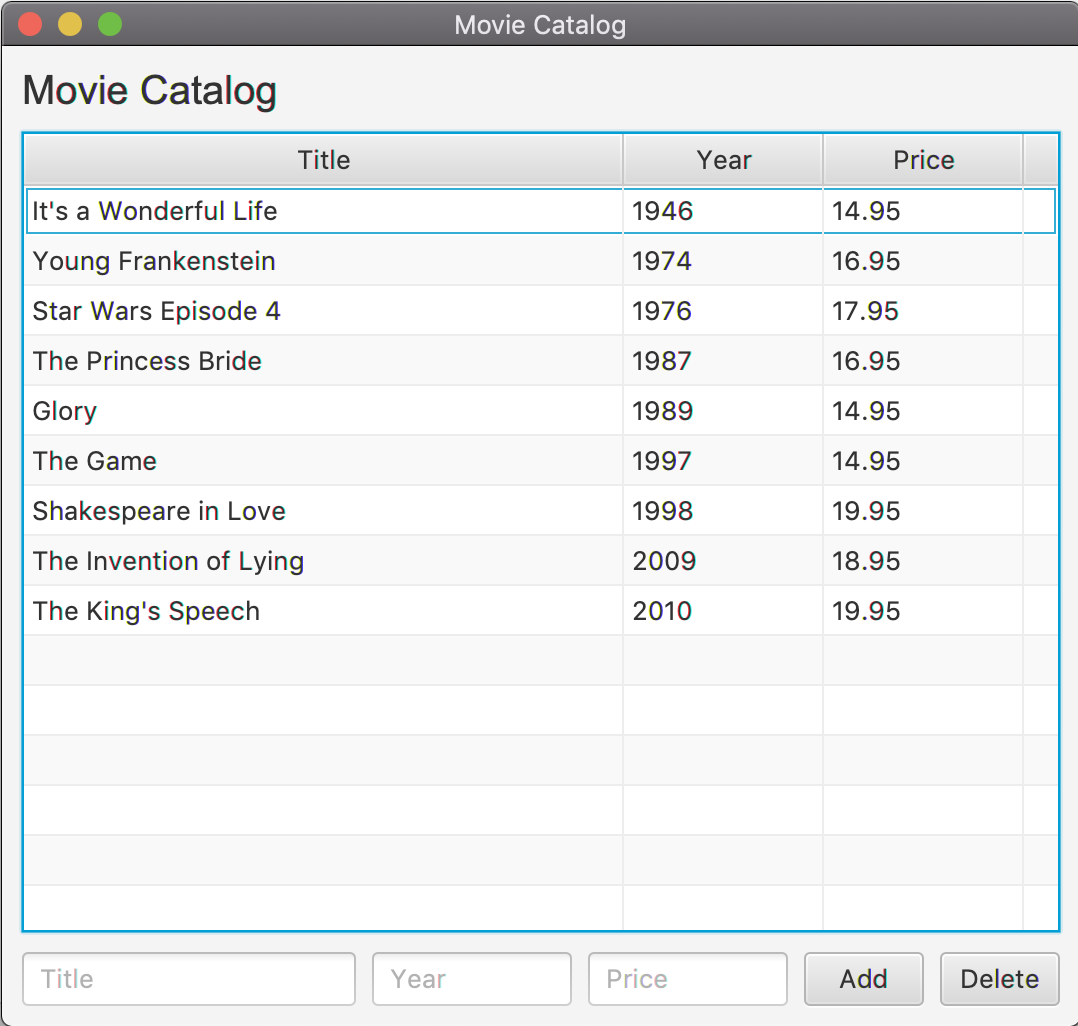 Movie Catalog
Movie Catalog
Title Year Price
It's a Wonderful Life 1946 14.95
Young Frankenstein 1974 16.95
Star Wars Episode 4 1976 17.95
The Princess Bride 1987 16.95
Glory 1989 14.95
The Game 1997 14.95
Shakespeare in Love 1998 19.95
The Invention of Lying 2009 18.95
The King's Speech 2010 19.95
Title Year Price Add Delete